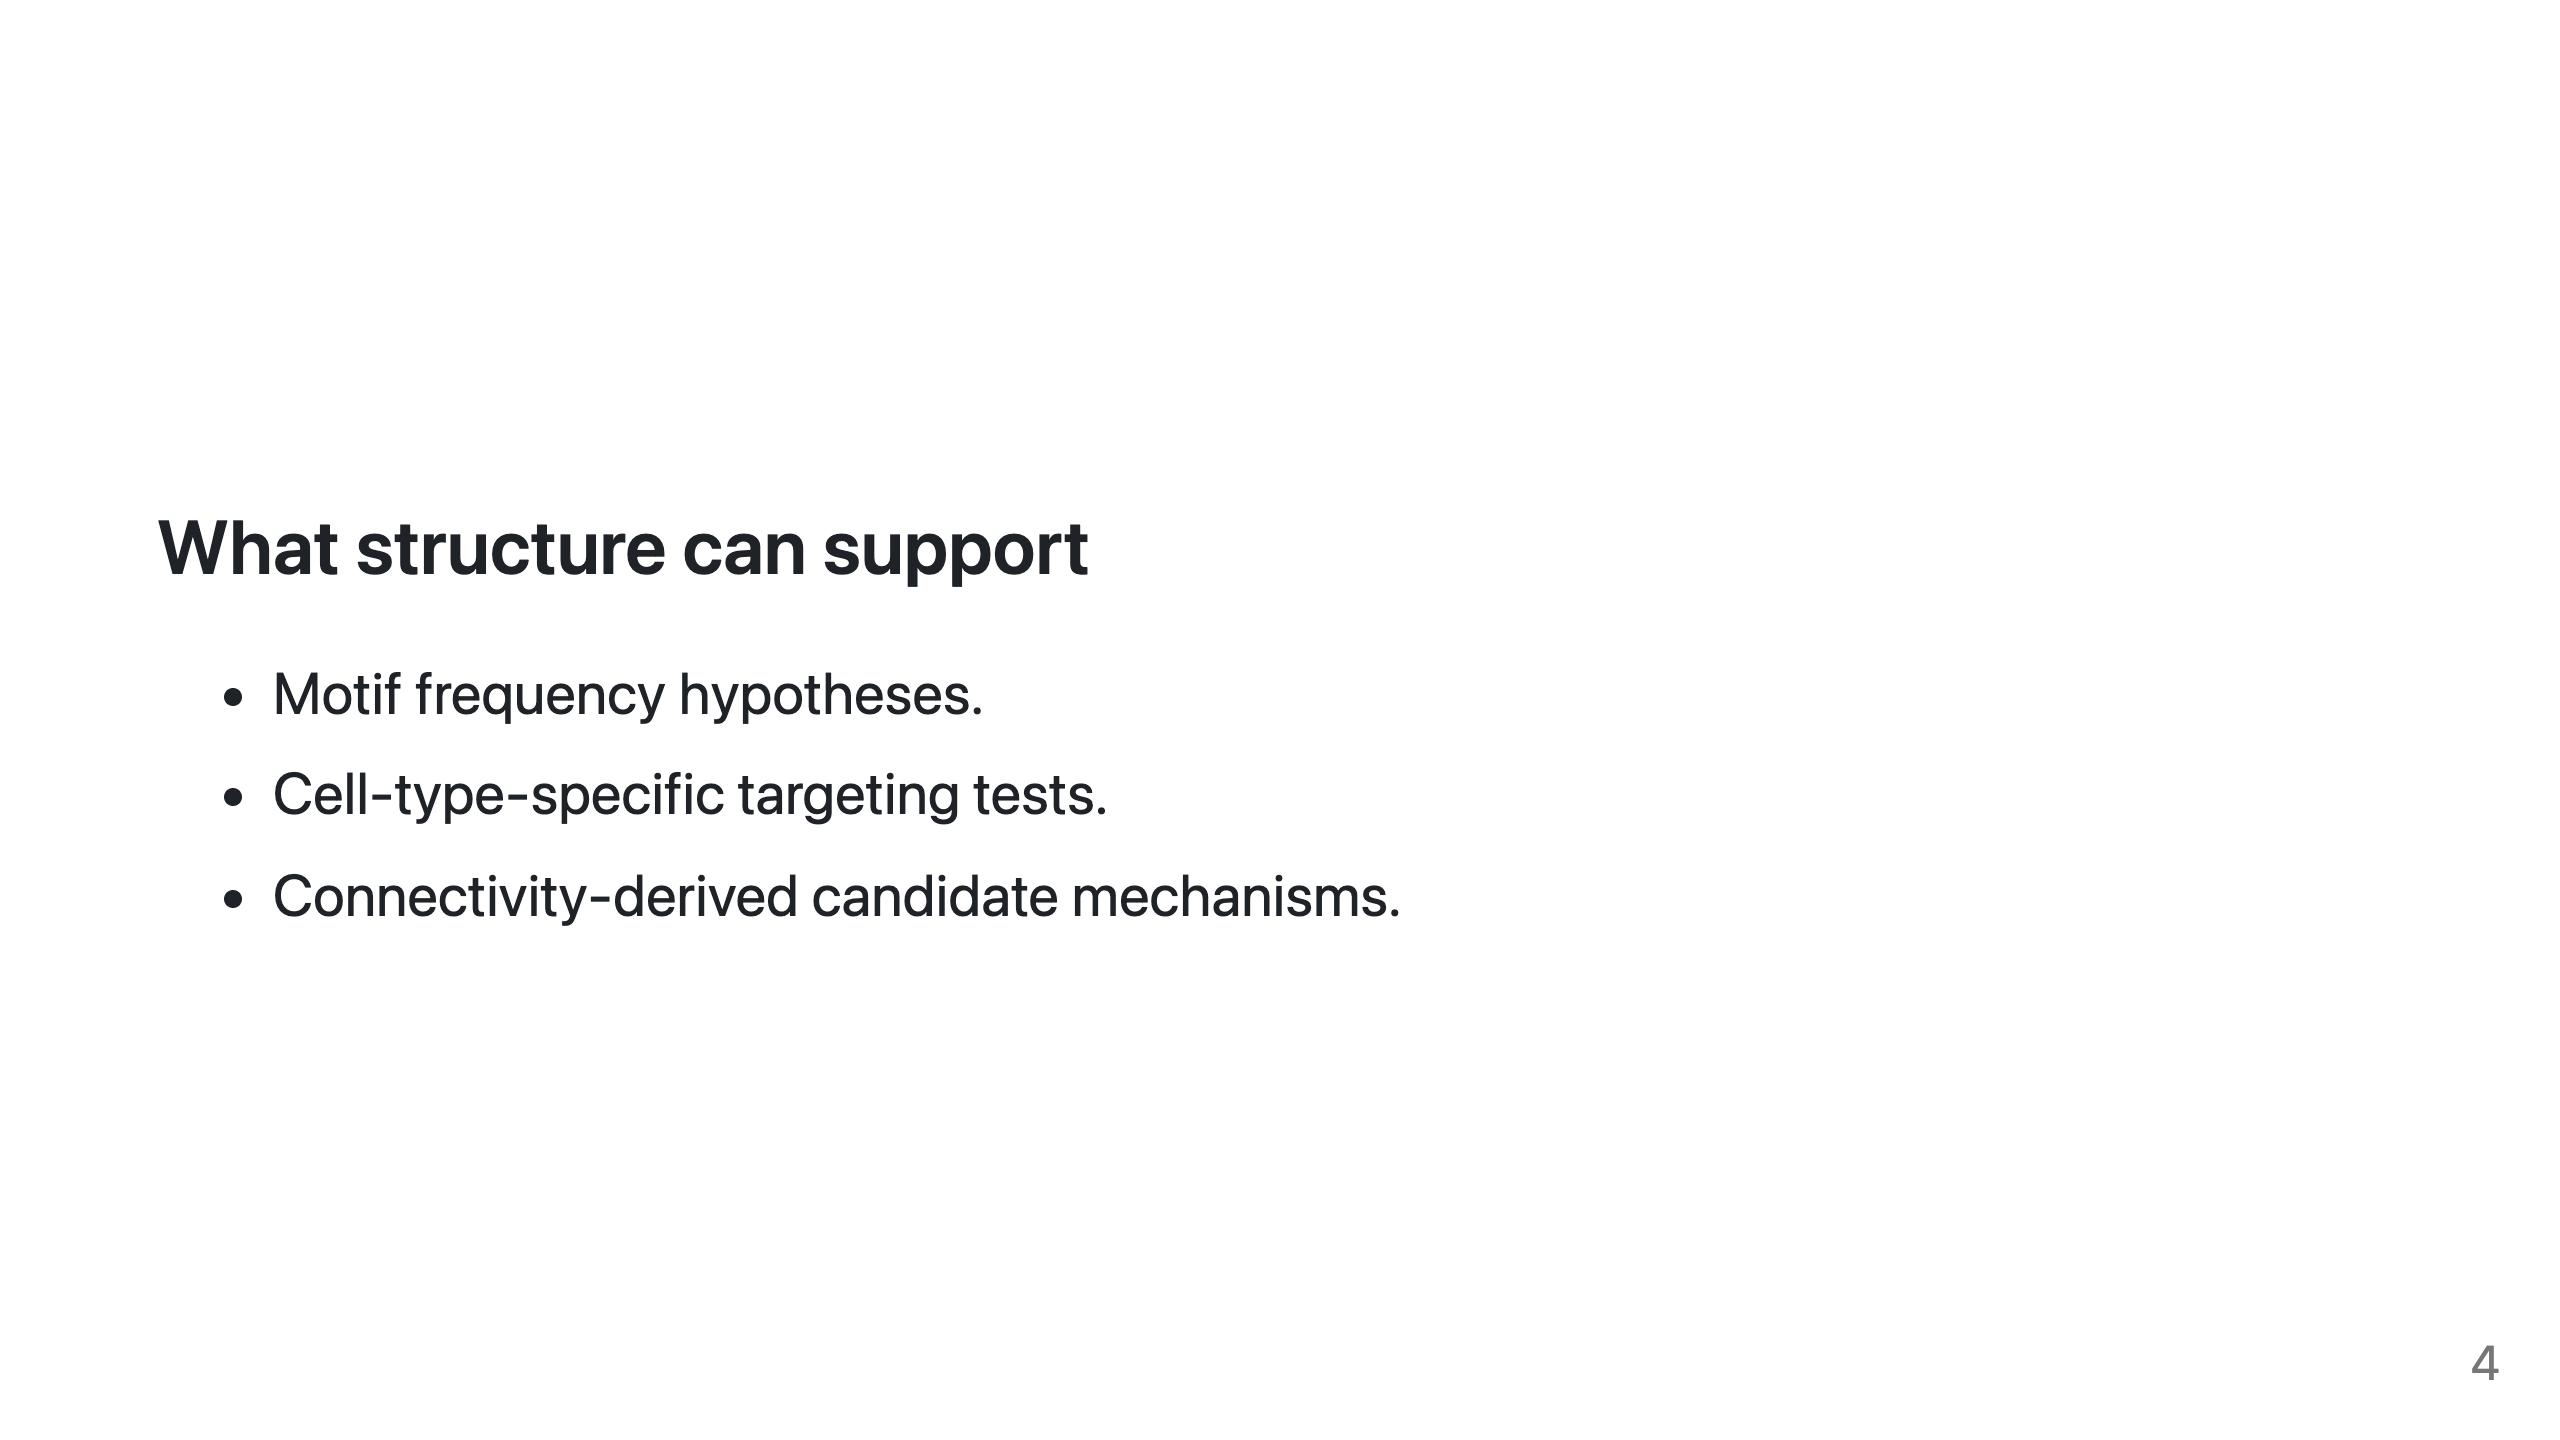 What structure can support
• Motif frequency hypotheses.
• Cell-type-specific targeting tests.
• Connectivity-derived candidate mechanisms.
4